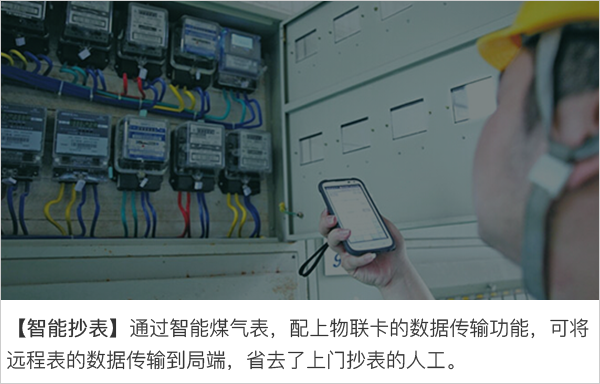 【智能抄表】通过智能煤气表，配上物联卡的数据传输功能，可将
远程表的数据传输到局端，省去了上门抄表的人工。